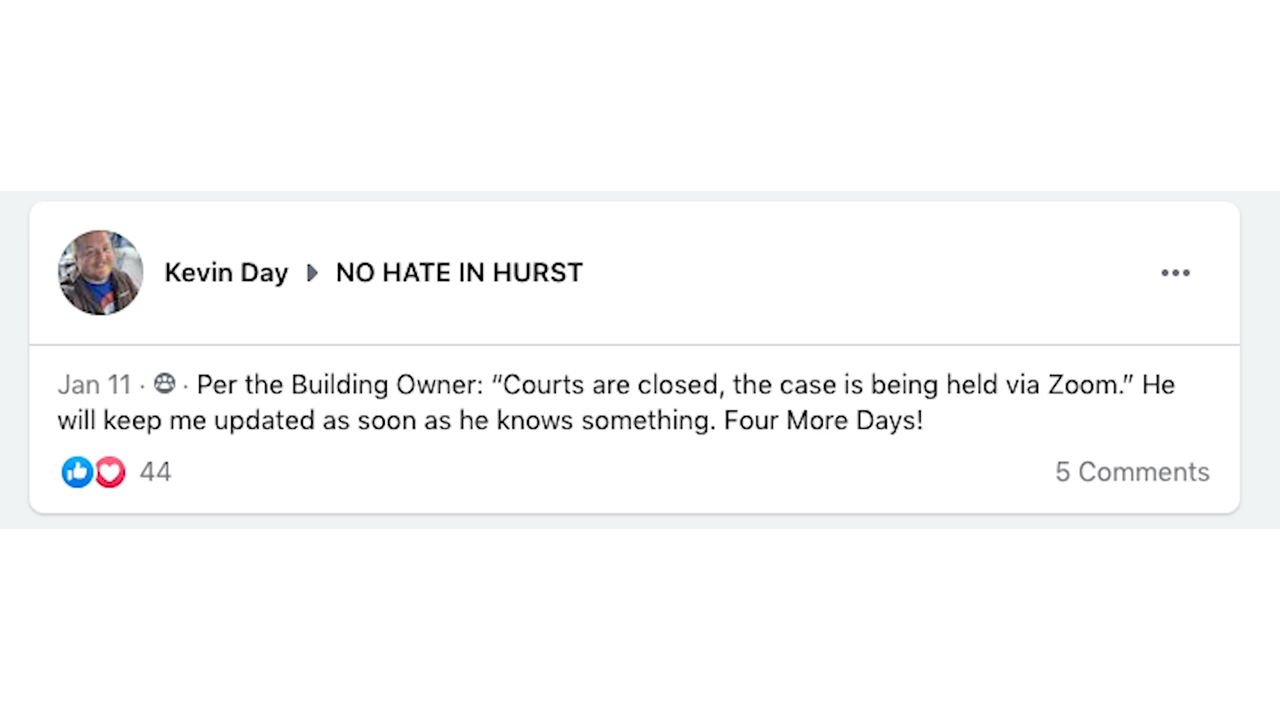 Kevin Day ▸ NO HATE IN HURST
Jan 11 · · Per the Building Owner: “Courts are closed, the case is being held via Zoom.” He
will keep me updated as soon as he knows something. Four More Days!
44
5 Comments